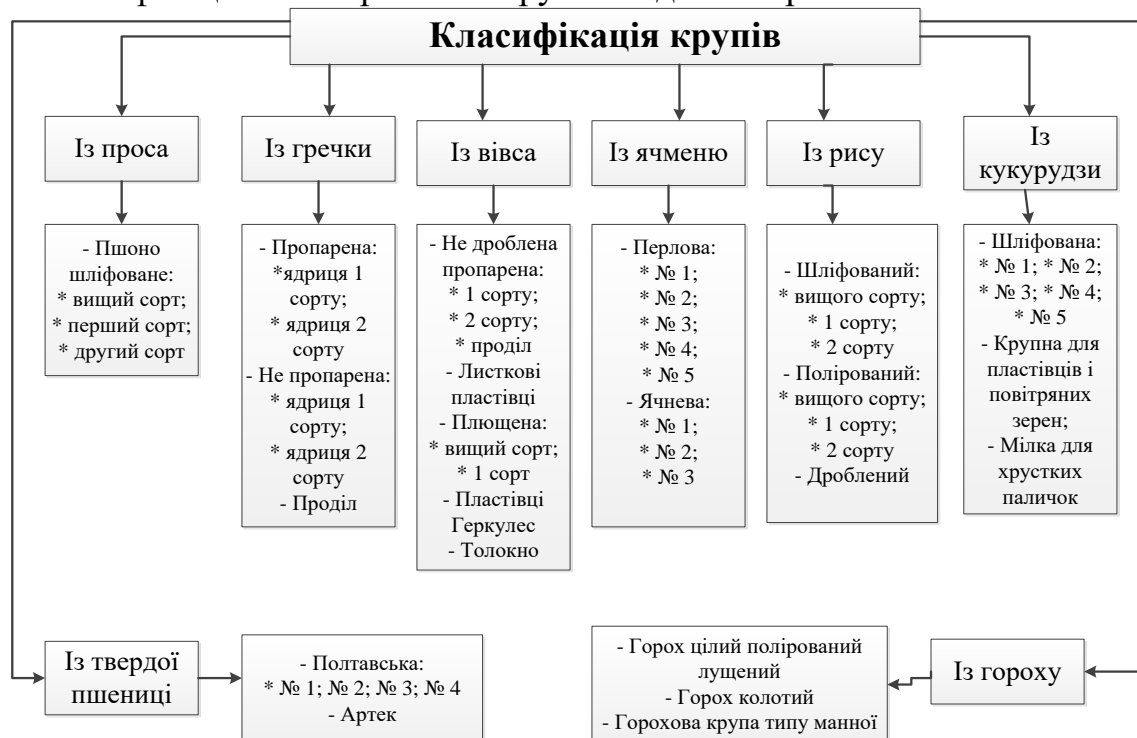 Класифікація крупів
Із проса
Із гречки
Із вівса
Із ячменю
Із рису
Із
кукурудзи
- Пшоно
шліфоване:
* вищий сорт;
* перший сорт;
* другий сорт
- Пропарена:
*ядриця 1
сорту;
* ядриця 2
сорту
- Не пропарена:
* ядриця 1
сорту;
* ядриця 2
сорту
- Проділ
- Не дроблена
пропарена:
* 1 сорту;
* 2 сорту;
* проділ
- Листкові
пластівці
- Плющена:
* вищий сорт;
* 1 сорт
- Пластівці
Геркулес
- Толокно
- Перлова:
* № 1;
* № 2;
* № 3;
* № 4;
* № 5
- Ячнева:
* № 1;
* № 2;
* № 3
- Шліфований:
* вищого сорту;
* 1 сорту;
* 2 сорту
- Полірований:
* вищого сорту;
* 1 сорту;
* 2 сорту
- Дроблений
- Шліфована:
* № 1; * № 2;
* № 3; * № 4;
* № 5
- Крупна для
пластівців і
повітряних
зерен;
- Мілка для
хрустких
паличок
Із твердої
пшениці
- Полтавська:
* № 1; № 2; № 3; № 4
- Артек
- Горох цілий полірований
лущений
- Горох колотий
- Горохова крупа типу манної
Із гороху